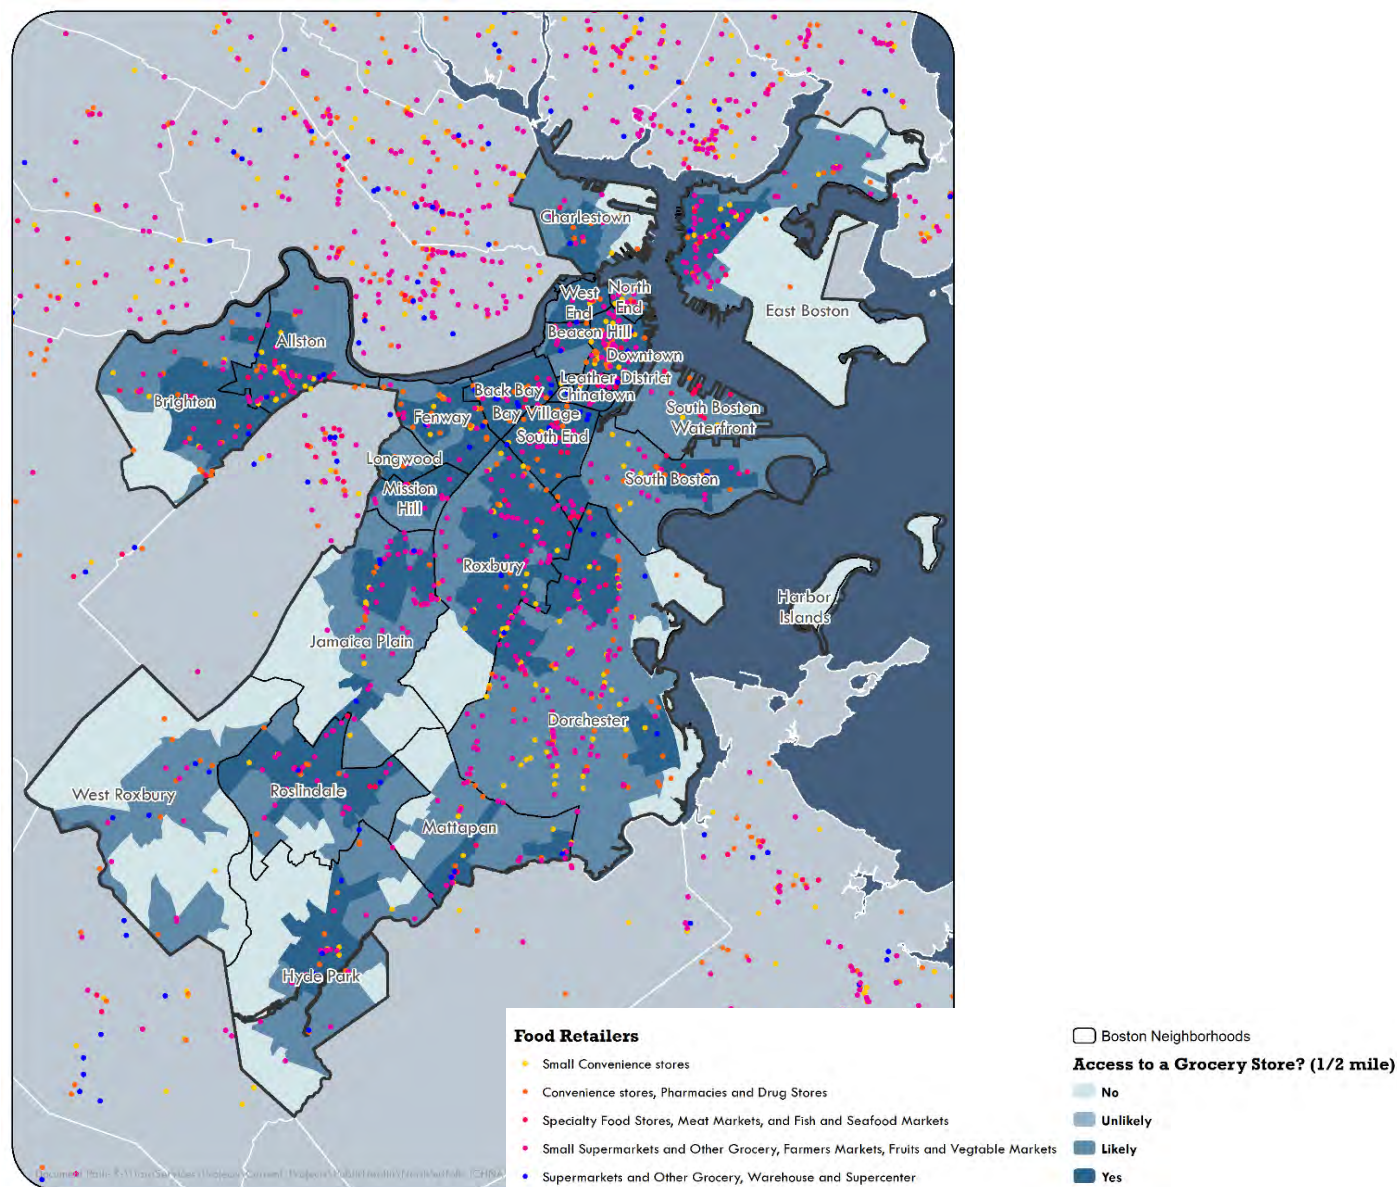 Charlestown
West
End
North
End
East Boston
Beacon Hill
Allston
Downtown
Leather District
Back Bay
Chinatown
Brighton
Bay Village
South Boston
Waterfront
Fenway
South End
Longwood
South Boston
Mission
Hill
Roxbury
Harbor
Islands
Jamaica Plain
Dorchester
West Roxbury
Roslindale
Mattapan
Hyde Park
Food Retailers
Small Convenience stores
Convenience stores, Pharmacies and Drug Stores
Specialty Food Stores, Meat Markets, and Fish and Seafood Markets
Small Supermarkets and Other Grocery, Farmers Markets, Fruits and Vegtable Markets
Supermarkets and Other Grocery, Warehouse and Supercenter
Boston Neighborhoods
Access to a Grocery Store? (1/2 mile)
No
Unlikely
Likely
Yes